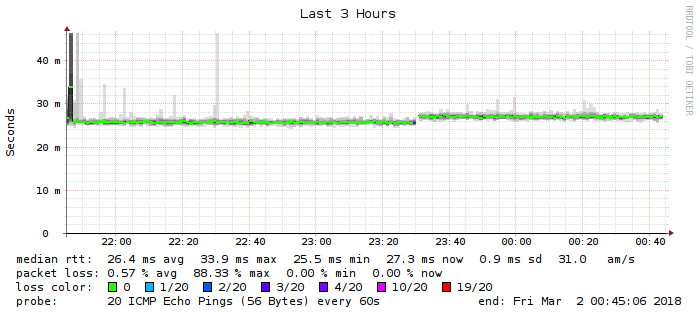 Last 3 Hours
RRDTOOL / TOBI OETIKER
Seconds
40 m
30 m
20 m
10 m
0
22:00 22:20 22:40 23:00 23:20 23:40 00:00 00:20 00:40
median rtt: 26.4 ms avg 33.9 ms max 25.5 ms min 27.3 ms now 0.9 ms sd 31.0 am/s
packet loss: 0.57 % avg 88.33 % max 0.00 % min 0.00 % now
loss color: 0 1/20 2/20 3/20 4/20 10/20 19/20
probe: 20 ICMP Echo Pings (56 Bytes) every 60s end: Fri Mar 2 00:45:06 2018